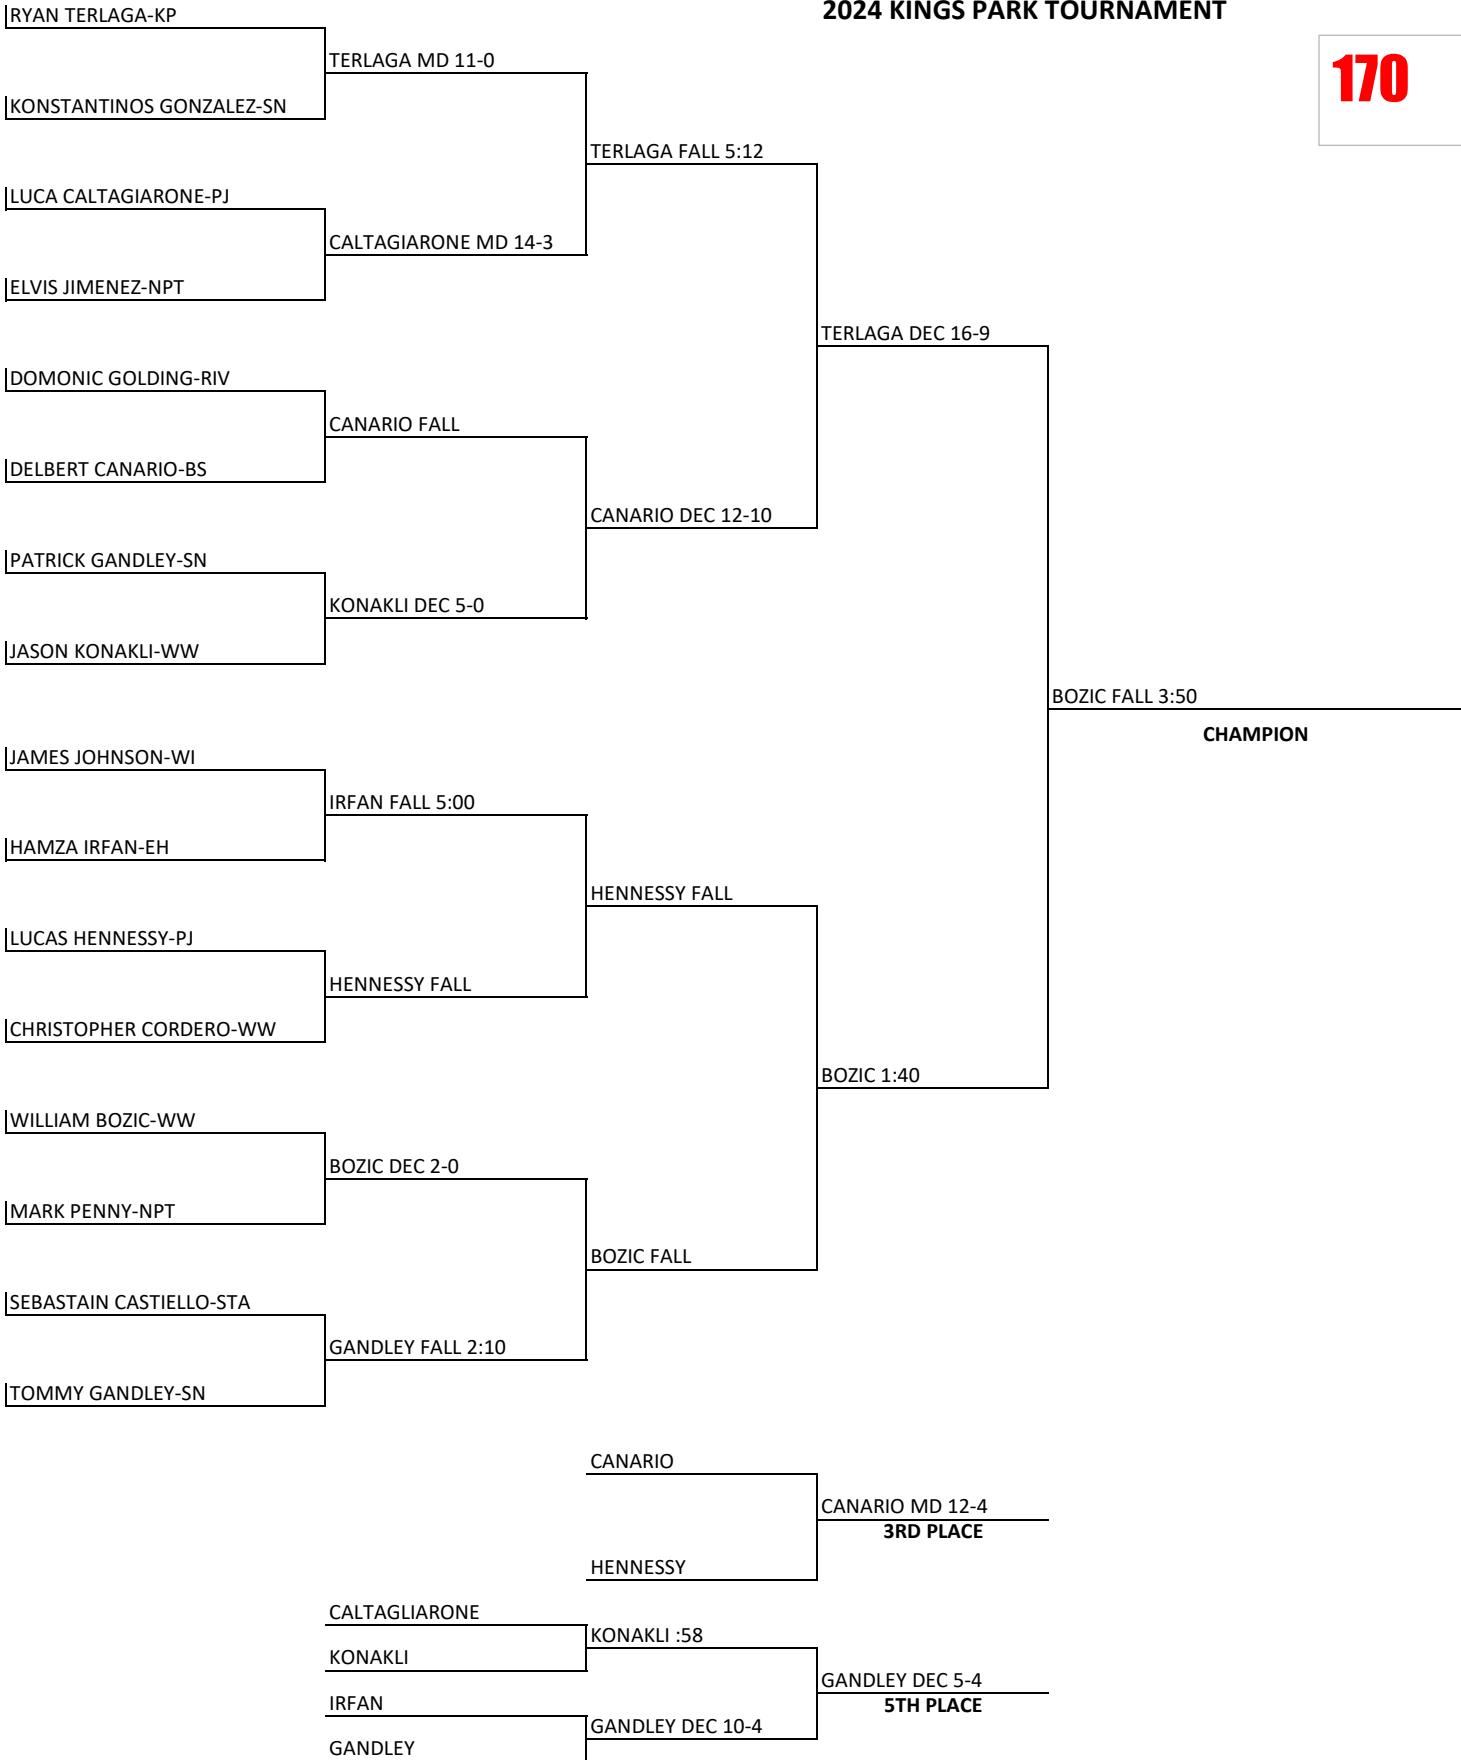 2024 KINGS PARK TOURNAMENT
170
RYAN TERLAGA-KP
TERLAGA MD 11-0
KONSTANTINOS GONZALEZ-SN
TERLAGA FALL 5:12
LUCA CALTAGIARONE-PJ
CALTAGIARONE MD 14-3
ELVIS JIMENEZ-NPT
TERLAGA DEC 16-9
DOMONIC GOLDING-RIV
CANARIO FALL
DELBERT CANARIO-BS
CANARIO DEC 12-10
PATRICK GANDLEY-SN
KONAKLI DEC 5-0
JASON KONAKLI-WW
BOZIC FALL 3:50
CHAMPION
JAMES JOHNSON-WI
IRFAN FALL 5:00
HAMZA IRFAN-EH
HENNESSY FALL
LUCAS HENNESSY-PJ
HENNESSY FALL
CHRISTOPHER CORDERO-WW
BOZIC 1:40
WILLIAM BOZIC-WW
BOZIC DEC 2-0
MARK PENNY-NPT
BOZIC FALL
SEBASTAIN CASTIELLO-STA
GANDLEY FALL 2:10
TOMMY GANDLEY-SN
CANARIO
CANARIO MD 12-4
3RD PLACE
HENNESSY
CALTAGLIARONE
KONAKLI :58
KONAKLI
GANDLEY DEC 5-4
5TH PLACE
IRFAN
GANDLEY DEC 10-4
GANDLEY